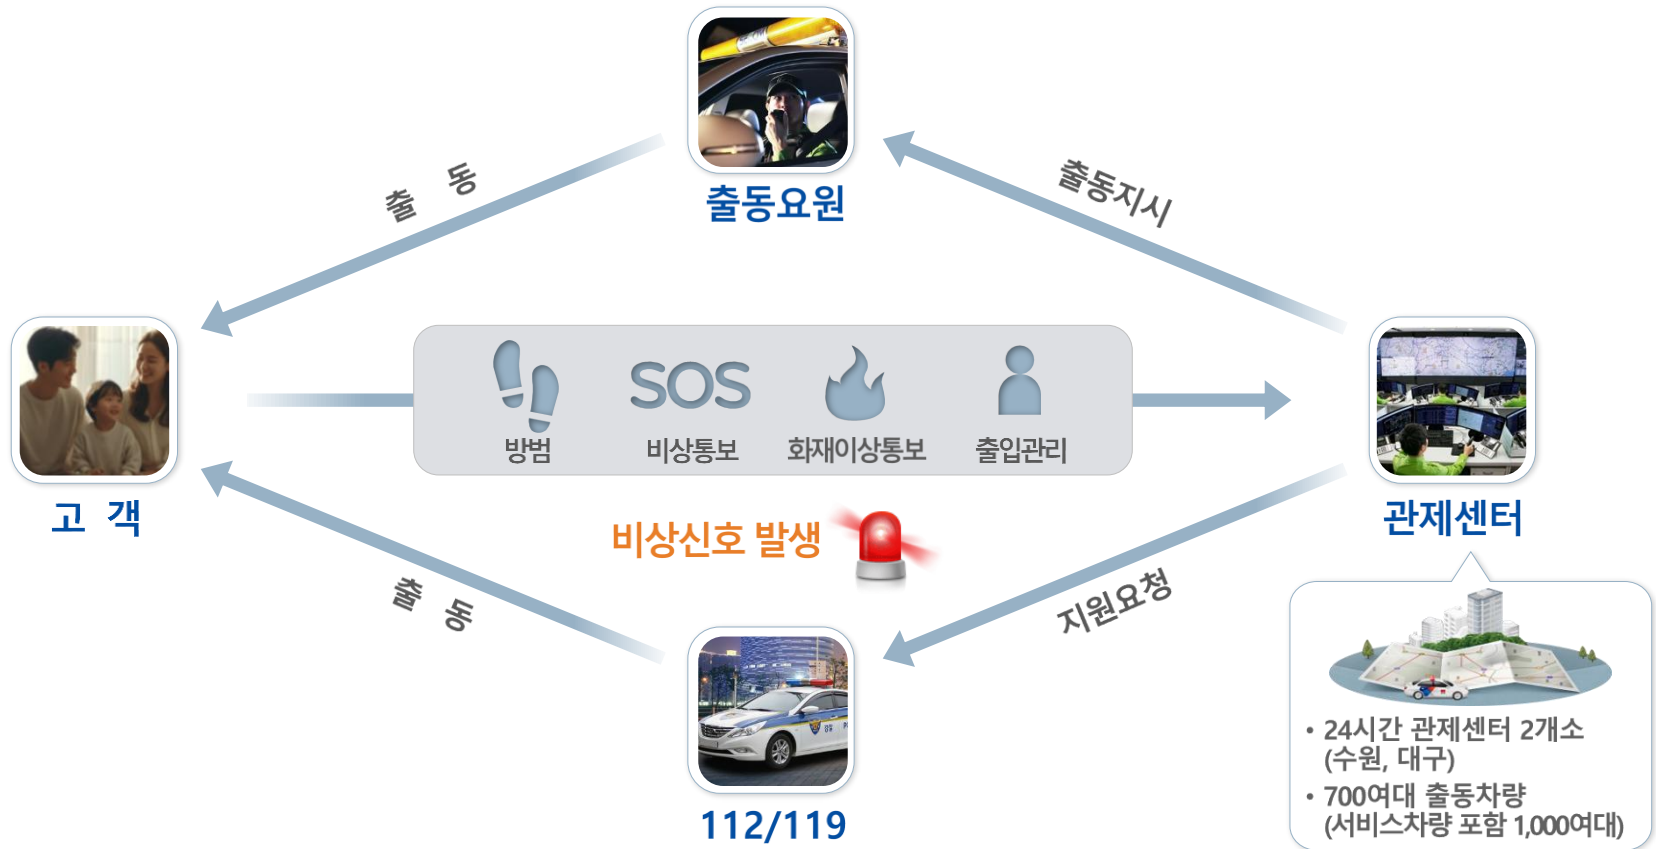 출동요원
출 동
출동지시
고 객
방범
SOS
비상통보
화재이상통보
출입관리
관제센터
비상신호 발생
출 동
지원요청
112/119
• 24시간 관제센터 2개소
(수원, 대구)
• 700여대 출동차량
(서비스차량 포함 1,000여대)